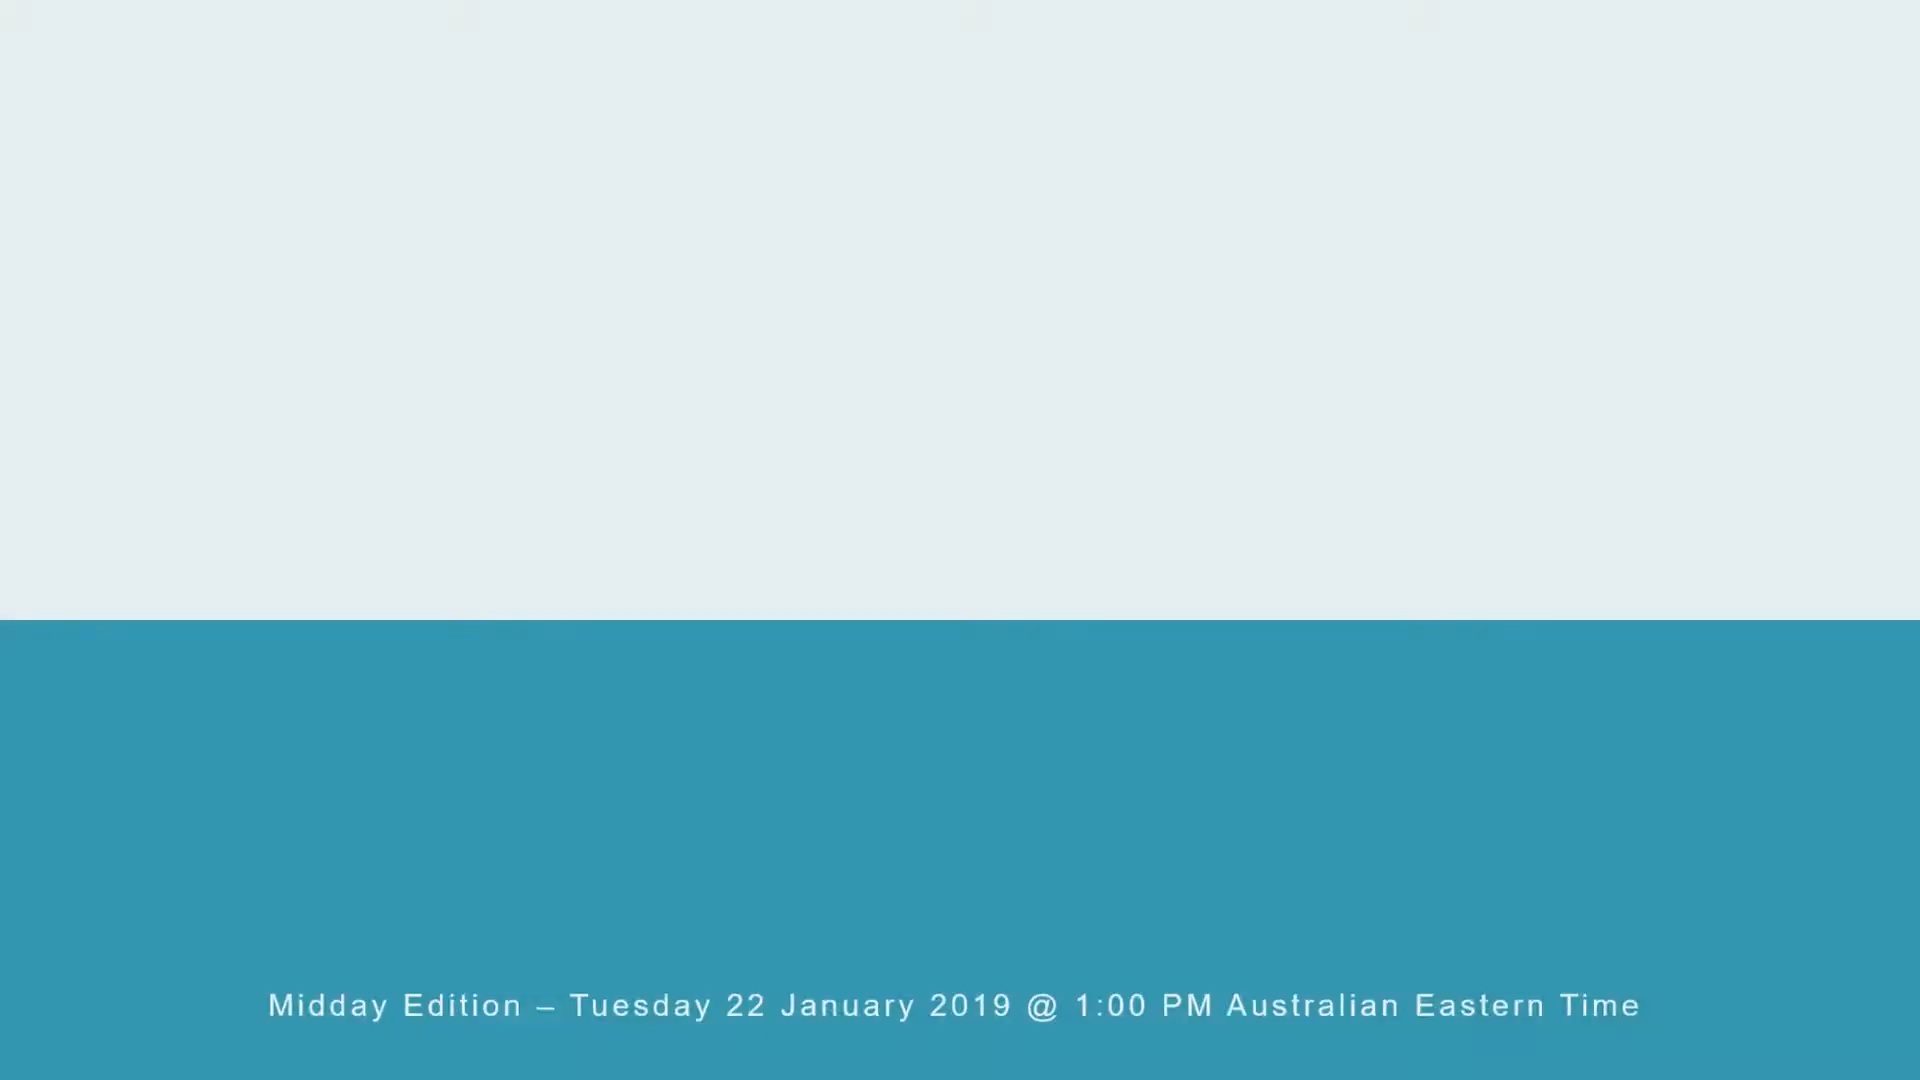 Midday Edition – Tuesday 22 January 2019 @ 1:00 PM Australian Eastern Time